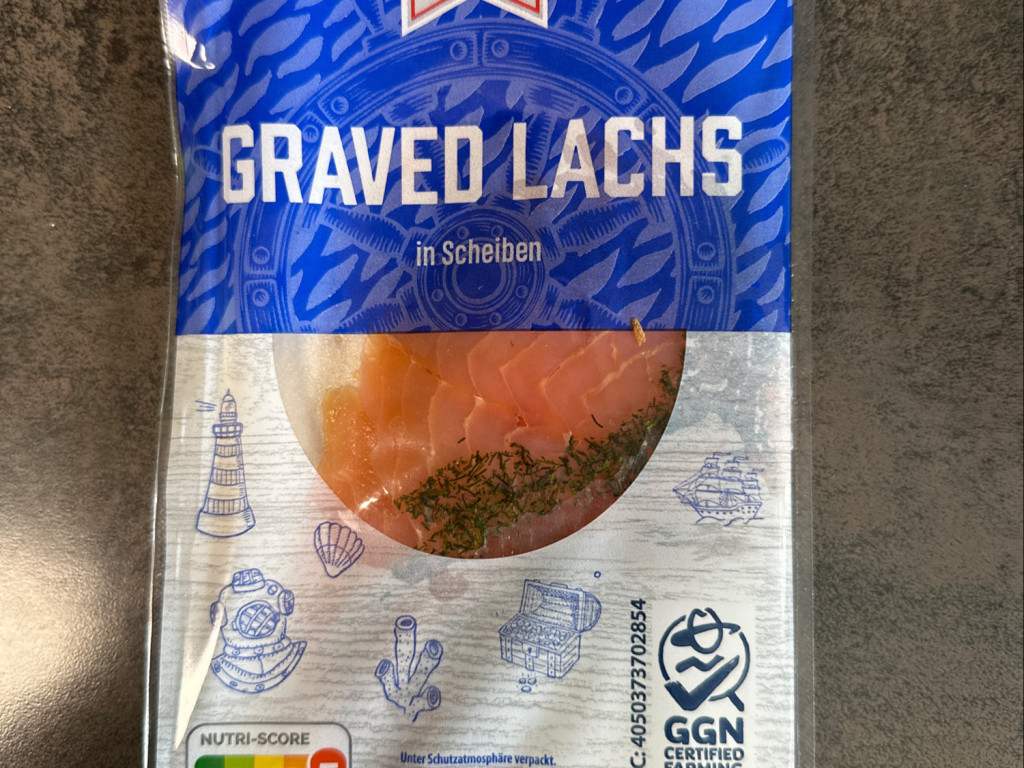 GRAVED LACHS
in Scheiben
C: 4050373702854
GGN
CERTIFIED
FARMING
NUTRI-SCORE
Unter Schutzatmosphäre verpackt.